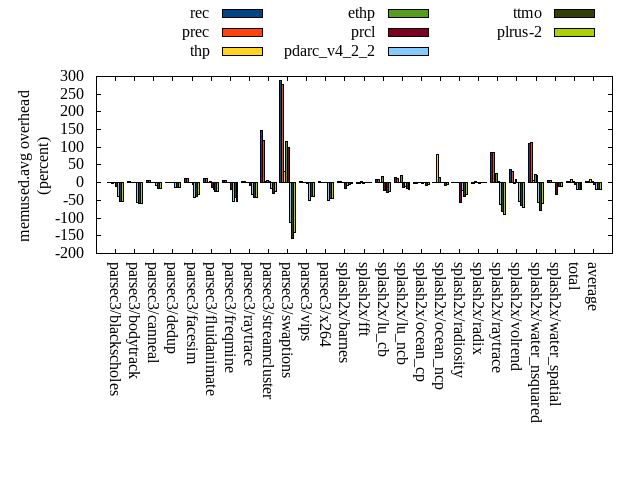 rec
prec
thp
ethp
prcl
pdarc_v4_2_2
ttmo
plrus-2
memused.avg overhead
(percent)
300
250
200
150
100
50
0
-50
-100
-150
-200
parsec3/blackscholes
parsec3/bodytrack
parsec3/canneal
parsec3/dedup
parsec3/facesim
parsec3/fluidanimate
parsec3/freqmine
parsec3/raytrace
parsec3/streamcluster
parsec3/swaptions
parsec3/vips
parsec3/x264
splash2x/barnes
splash2x/fft
splash2x/lu_cb
splash2x/lu_ncb
splash2x/ocean_cp
splash2x/ocean_ncp
splash2x/radiosity
splash2x/radix
splash2x/raytrace
splash2x/volrend
splash2x/water_nsquared
splash2x/water_spatial
total
average